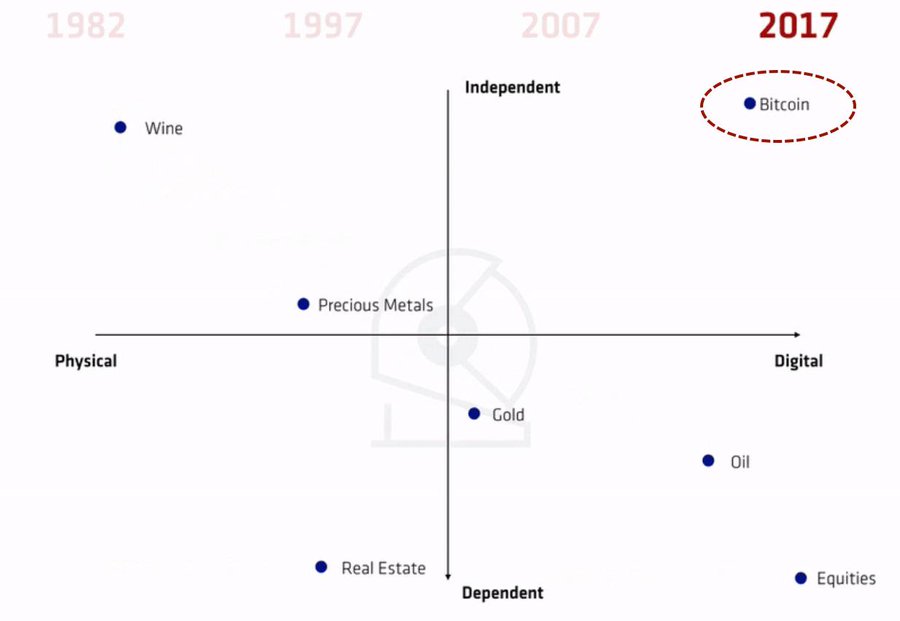 1982 1997 2007 2017
Independent
Bitcoin
Wine
Precious Metals
Physical
Digital
Gold
Oil
Real Estate
Equities
Dependent